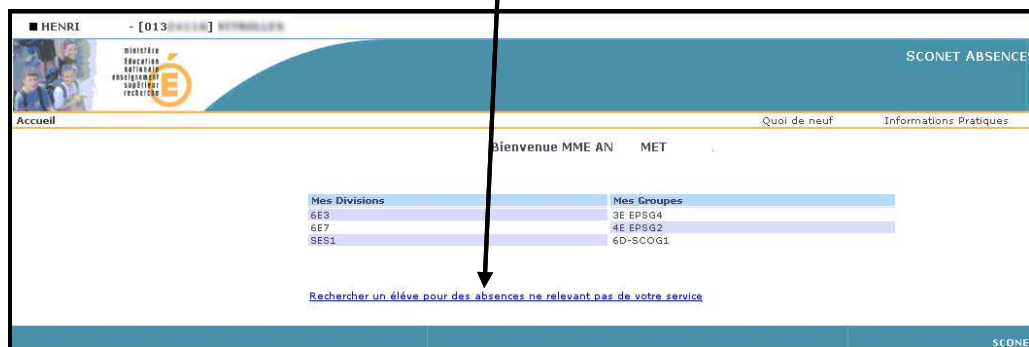 HENRI - [013
ministère
éducation
nationale
enseignement
supérieur
recherche
É
SCONET ABSENCES
Accueil Quoi de neuf Informations Pratiques
Bienvenue MME AN MET .
Mes Divisions Mes Groupes
6E3 3E EPSG4
6E7 4E EPSG2
SES1 6D-SCOG1
Rechercher un éléve pour des absences ne relevant pas de votre service
SCONE